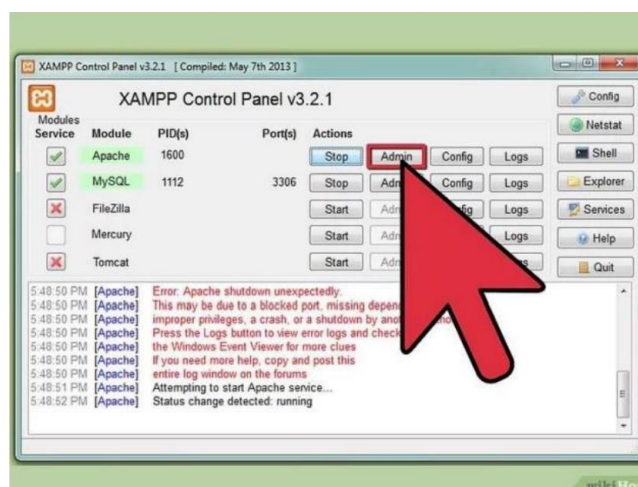 XAMPP Control Panel v3.2.1 [ Compiled: May 7th 2013 ]
XAMPP Control Panel v3.2.1
Config
Modules
Service Module PID(s) Port(s) Actions
Netstat
Apache 1600 Stop Admin Config Logs
Shell
MySQL 1112 3306 Stop Config Logs
Explorer
FileZilla Start Logs
Services
Mercury Start Logs
Help
Tomcat Start
Quit
5:48:50 PM [Apache] Error: Apache shutdown unexpectedly.
5:48:50 PM [Apache] This may be due to a blocked port, missing
5:48:50 PM [Apache] improper privileges, a crash, or a shutdown by
5:48:50 PM [Apache] Press the Logs button to view error logs and check
5:48:50 PM [Apache] the Windows Event Viewer for more clues
5:48:50 PM [Apache] If you need more help, copy and post this
5:48:50 PM [Apache] entire log window on the forums
5:48:51 PM [Apache] Attempting to start Apache service...
5:48:52 PM [Apache] Status change detected: running